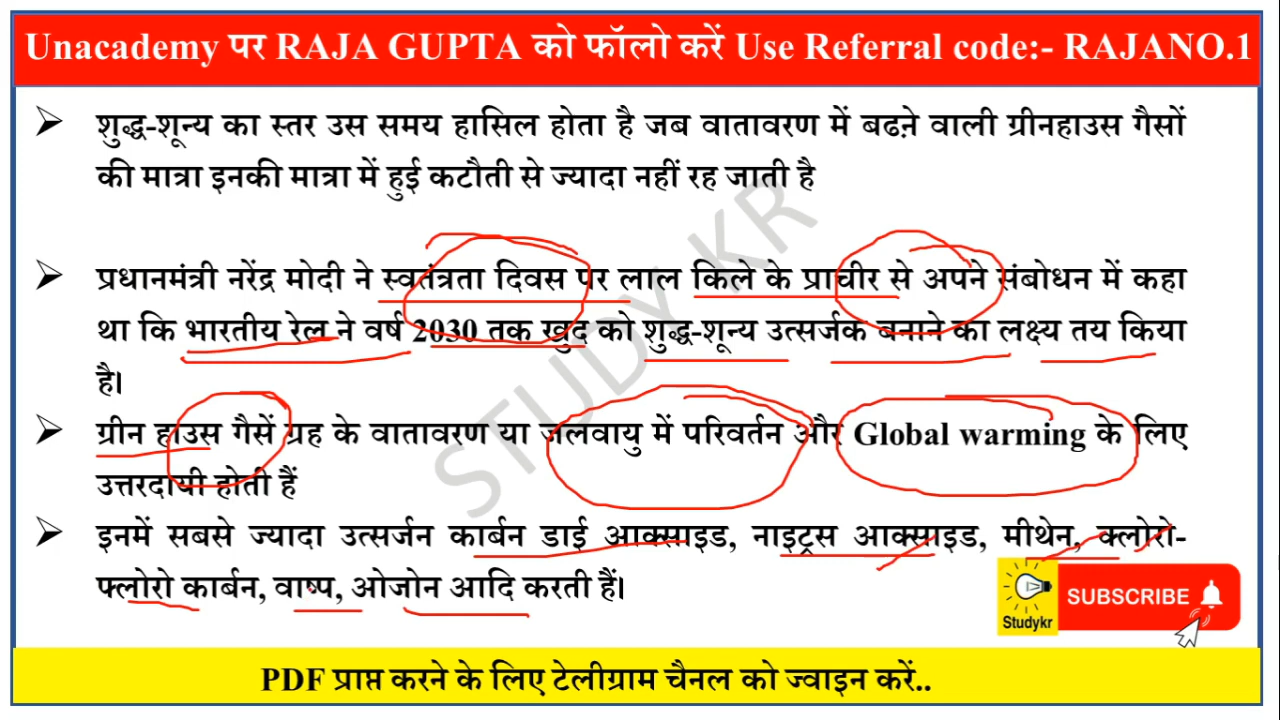 Unacademy पर RAJA GUPTA को फॉलो करें Use Referral code:- RAJANO.1
शुद्ध-शून्य का स्तर उस समय हासिल होता है जब वातावरण में बढऩे वाली ग्रीनहाउस गैसों
की मात्रा इनकी मात्रा में हुई कटौती से ज्यादा नहीं रह जाती है
प्रधानमंत्री नरेंद्र मोदी ने स्वतंत्रता दिवस पर लाल किले के प्राचीर से अपने संबोधन में कहा
था कि भारतीय रेल ने वर्ष 2030 तक खुद को शुद्ध-शून्य उत्सर्जक बनाने का लक्ष्य तय किया
है।
ग्रीन हाउस गैसें ग्रह के वातावरण या जलवायु में परिवर्तन और Global warming के लिए
उत्तरदायी होती हैं
इनमें सबसे ज्यादा उत्सर्जन कार्बन डाई आक्साइड, नाइट्रस आक्साइड, मीथेन, क्लोरो-
फ्लोरो कार्बन, वाष्प, ओजोन आदि करती हैं।
STUDY KR
SUBSCRIBE
Studykr
PDF प्राप्त करने के लिए टेलीग्राम चैनल को ज्वाइन करें..